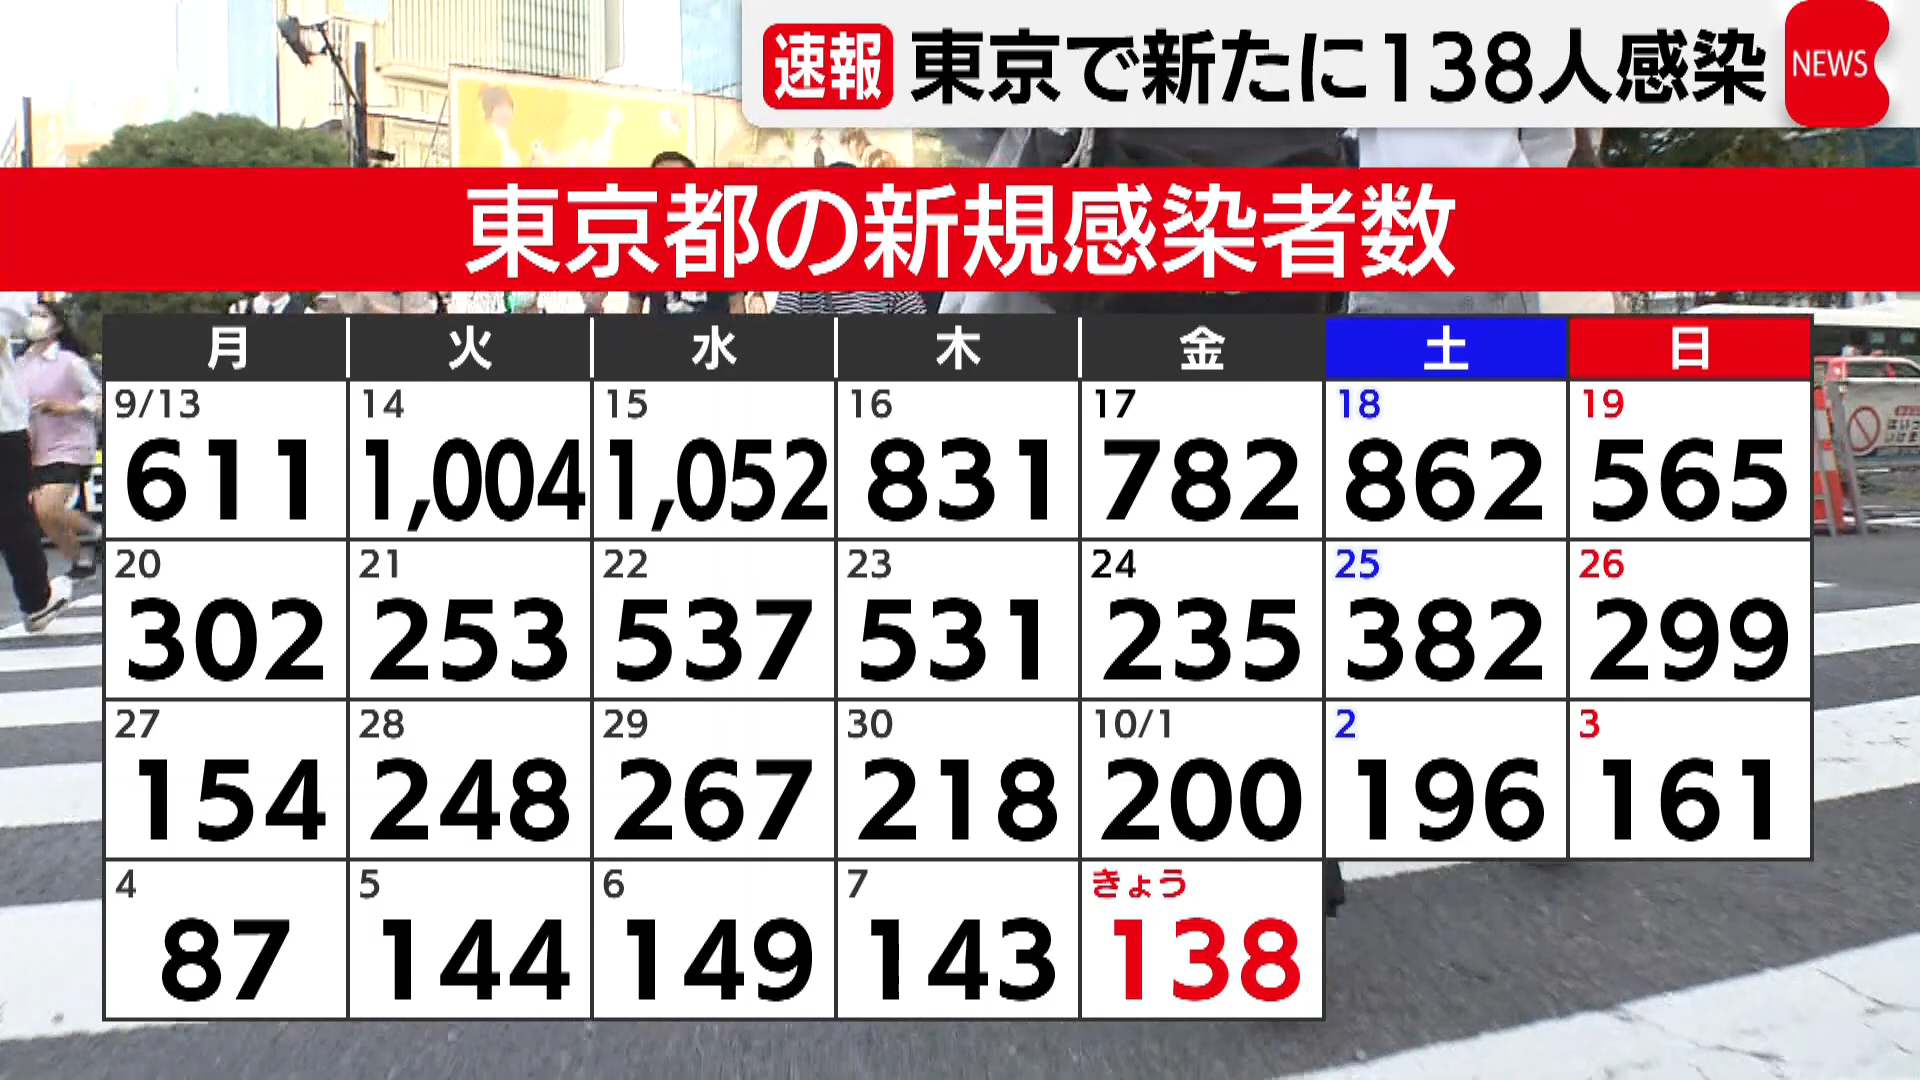 速報 東京で新たに138人感染 NEWS
東京都の新規感染者数
月 火 水 木 金 土 日
9/13 14 15 16 17 18 19
611 1,004 1,052 831 782 862 565
20 21 22 23 24 25 26
302 253 537 531 235 382 299
27 28 29 30 10/1 2 3
154 248 267 218 200 196 161
4 5 6 7 きょう
87 144 149 143 138